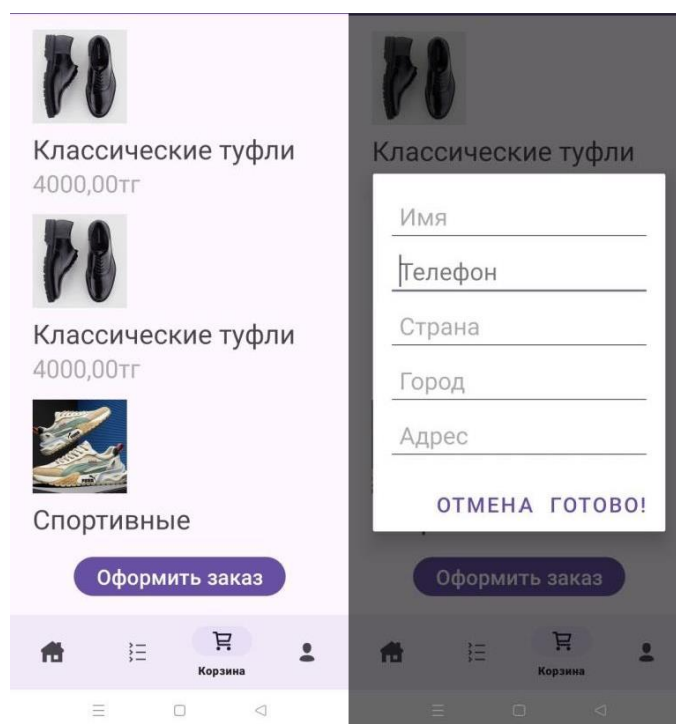 Классические туфли
4000,00тг
Классические туфли
4000,00тг
Спортивные
Оформить заказ
Корзина
Классические туфли
Имя
Телефон
Страна
Город
Адрес
ОТМЕНА ГОТОВО!
Оформить заказ
Корзина